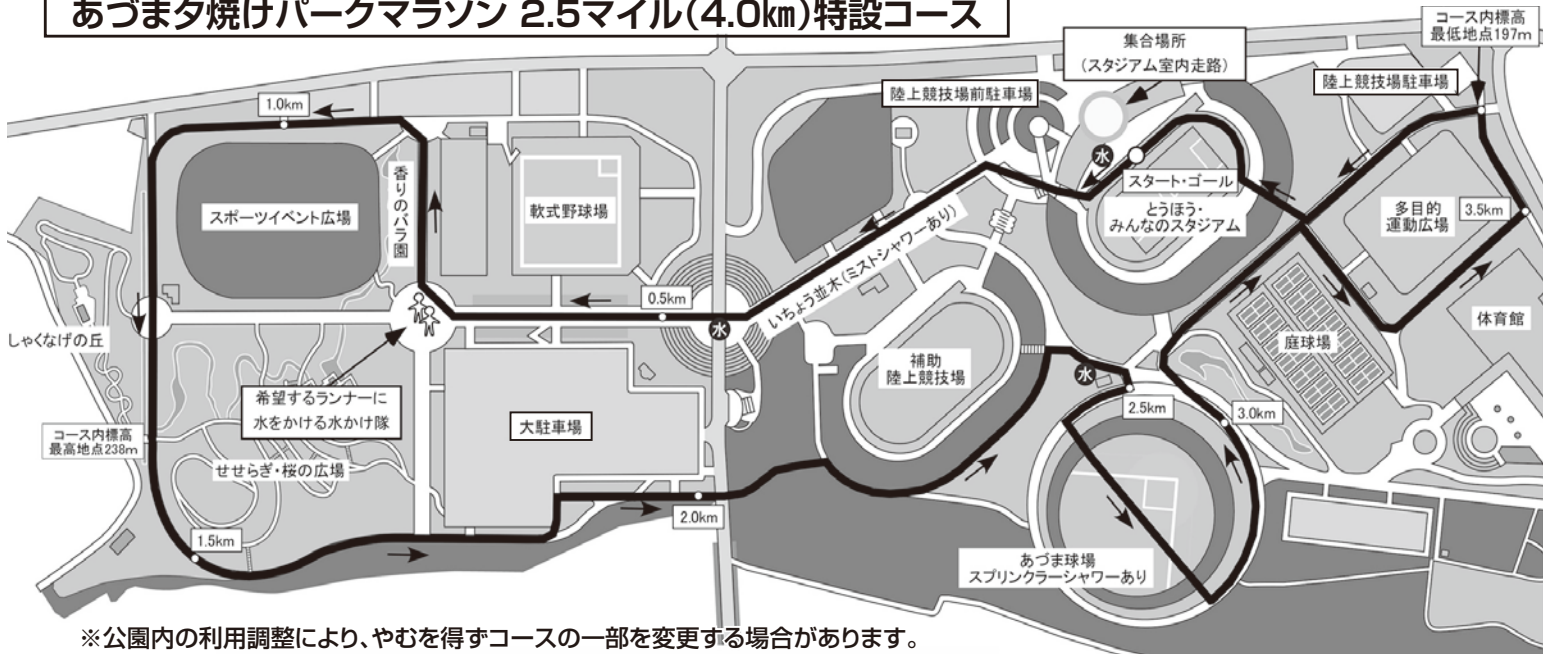 あづま夕焼けパークマラソン 2.5マイル(4.0㎞)特設コース
コース内標高
最低地点197m
集合場所
(スタジアム室内走路)
陸上競技場前駐車場
陸上競技場駐車場
1.0km
水
スタート・ゴール
とうほう・
みんなのスタジアム
多目的
運動広場
3.5km
スポーツイベント広場
香りのバラ園
軟式野球場
いちょう並木(ミストシャワーあり)
0.5km
水
体育館
庭球場
しゃくなげの丘
補助
陸上競技場
水
2.5km
3.0km
希望するランナーに
水をかける水かけ隊
大駐車場
コース内標高
最高地点238m
せせらぎ・桜の広場
2.0km
1.5km
あづま球場
スプリンクラーシャワーあり
※公園内の利用調整により、やむを得ずコースの一部を変更する場合があります。